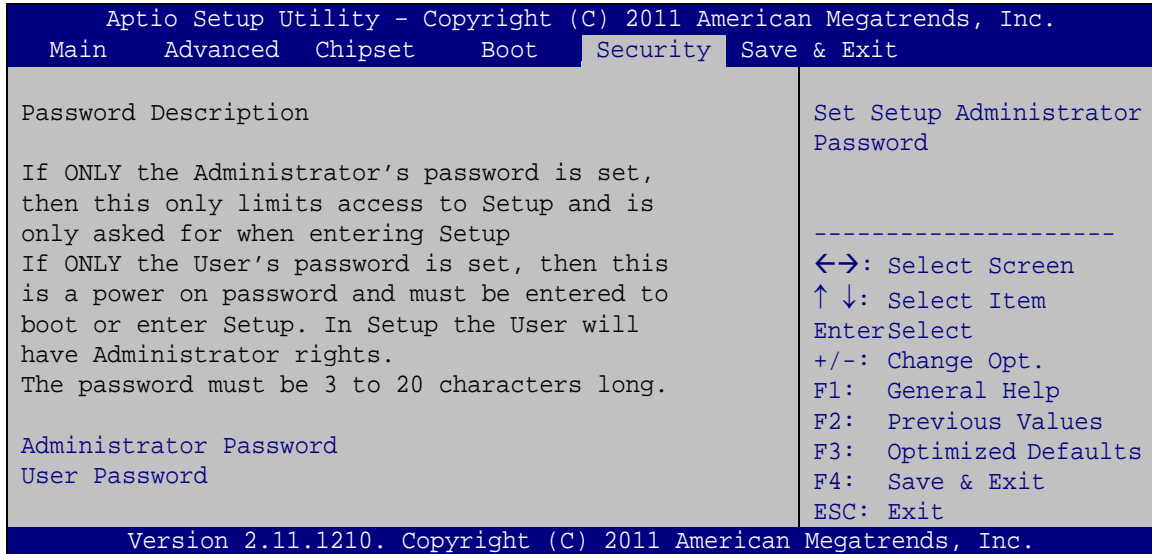 Aptio Setup Utility – Copyright (C) 2011 American Megatrends, Inc.
Main Advanced Chipset Boot Security Save & Exit
Password Description
If ONLY the Administrator’s password is set,
then this only limits access to Setup and is
only asked for when entering Setup
If ONLY the User’s password is set, then this
is a power on password and must be entered to
boot or enter Setup. In Setup the User will
have Administrator rights.
The password must be 3 to 20 characters long.
Administrator Password
User Password
Set Setup Administrator
Password
---------------------
←→: Select Screen
↑ ↓: Select Item
EnterSelect
+/-: Change Opt.
F1: General Help
F2: Previous Values
F3: Optimized Defaults
F4: Save & Exit
ESC: Exit
Version 2.11.1210. Copyright (C) 2011 American Megatrends, Inc.